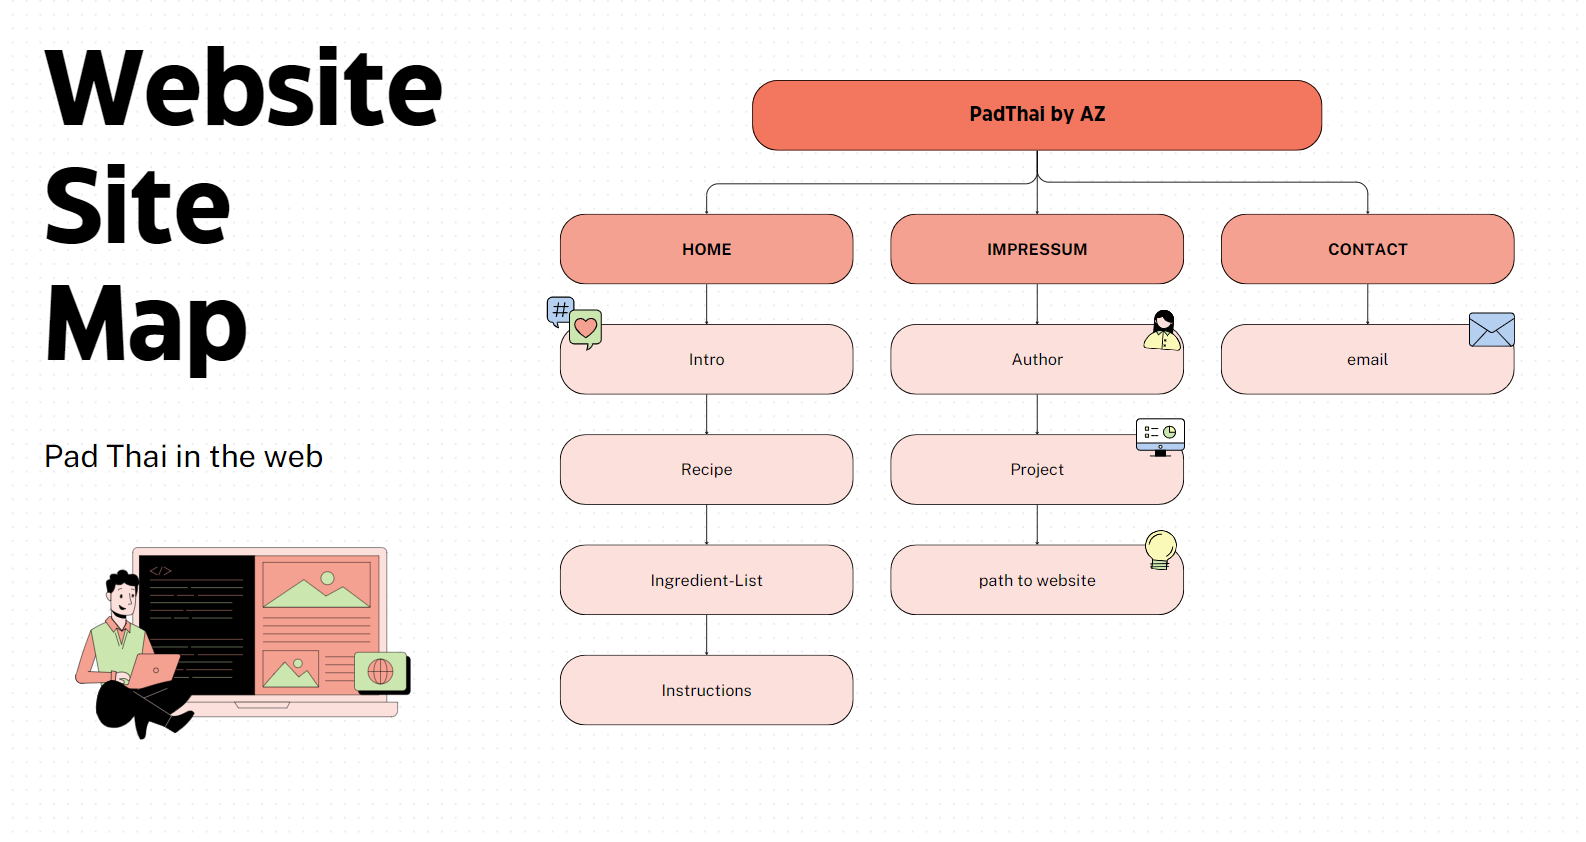 Website
Site
Map
Pad Thai in the web
</>
PadThai by AZ
HOME
IMPRESSUM
CONTACT
#
Intro
Author
email
Recipe
Project
Ingredient-List
path to website
Instructions